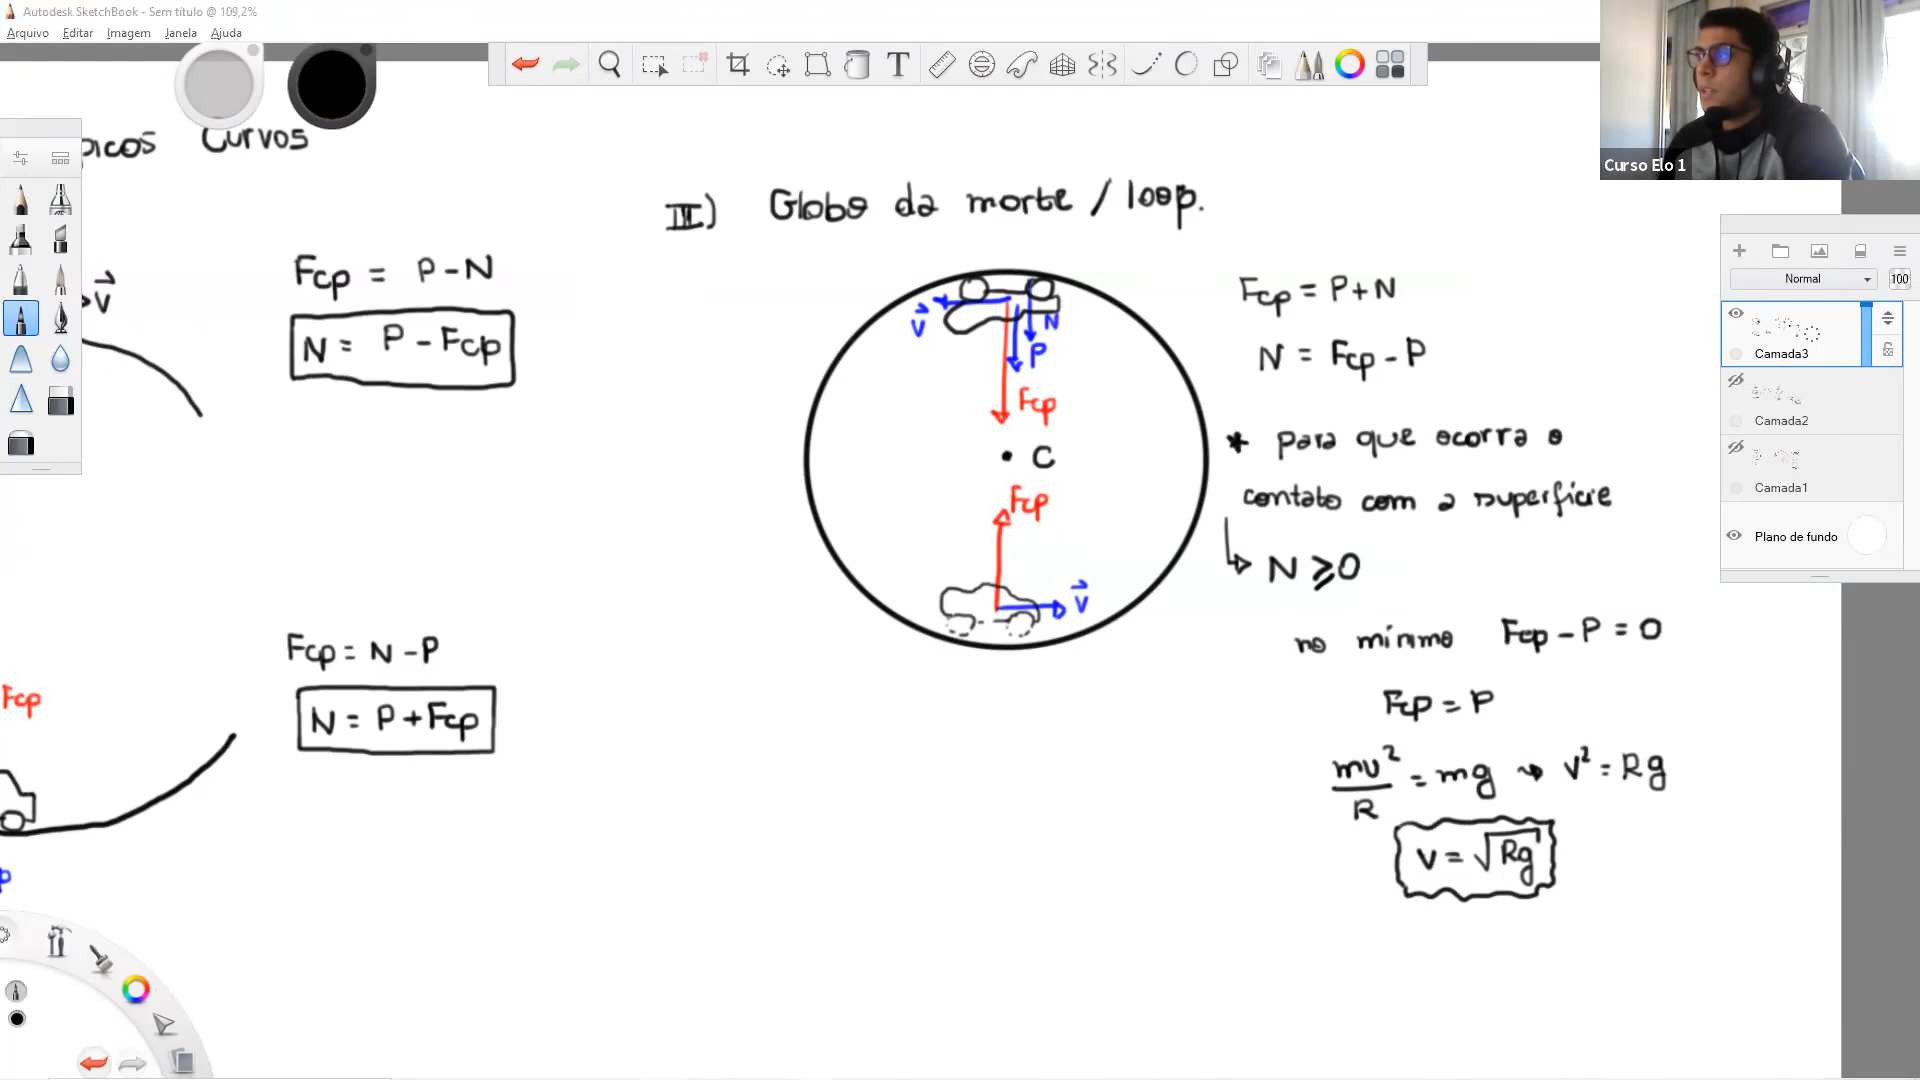 Autodesk SketchBook - Sem título @ 109,2%
Arquivo Editar Imagem Janela Ajuda
Curso Elo 1
Curvos
V
Fcp = P - N
N = P - Fcp
Fcp = N - P
N = P + Fcp
Fcp
III) Globo da morte / loop.
V
N
P
Fcp
C
Fcp
V
Fcp = P + N
N = Fcp - P
* para que ocorra o
contato com a superfície
↳ N ⩾ 0
no mínimo Fcp - P = 0
Fcp = P
mv²/R = mg → v² = Rg
v = √Rg
Normal
100
Camada3
Camada2
Camada1
Plano de fundo